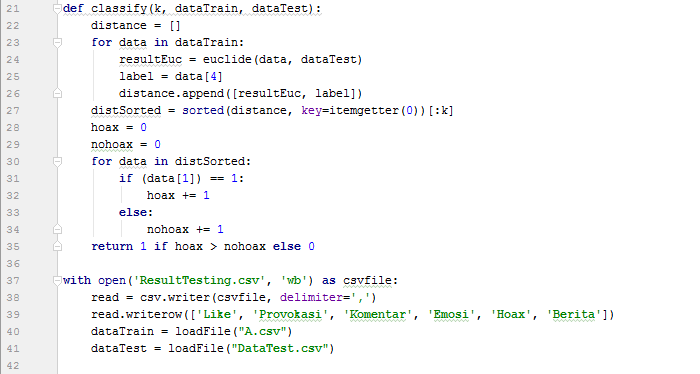 21 def classify(k, dataTrain, dataTest):
22     distance = []
23     for data in dataTrain:
24         resultEuc = euclide(data, dataTest)
25         label = data[4]
26         distance.append([resultEuc, label])
27     distSorted = sorted(distance, key=itemgetter(0))[:k]
28     hoax = 0
29     nohoax = 0
30     for data in distSorted:
31         if (data[1]) == 1:
32             hoax += 1
33         else:
34             nohoax += 1
35     return 1 if hoax > nohoax else 0
36
37 with open('ResultTesting.csv', 'wb') as csvfile:
38     read = csv.writer(csvfile, delimiter=',')
39     read.writerow(['Like', 'Provokasi', 'Komentar', 'Emosi', 'Hoax', 'Berita'])
40     dataTrain = loadFile("A.csv")
41     dataTest = loadFile("DataTest.csv")
42